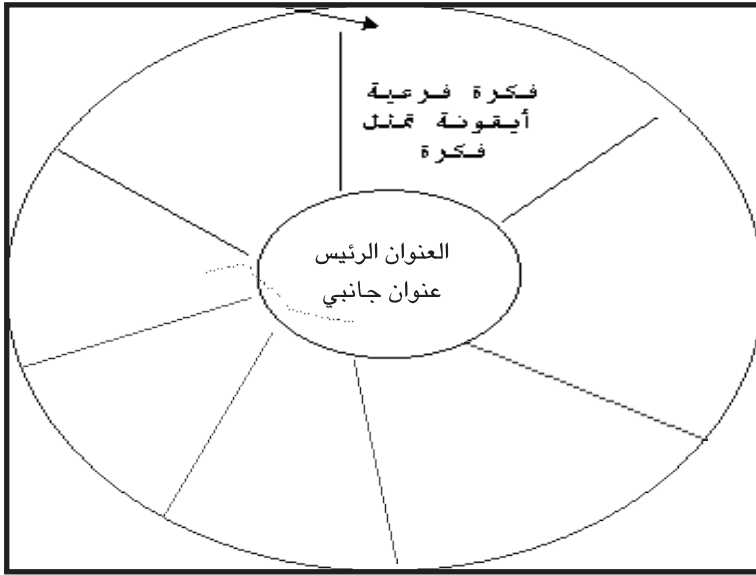 فكرة فرعية
أيقونة تمثل
فكرة
العنوان الرئيس
عنوان جانبي